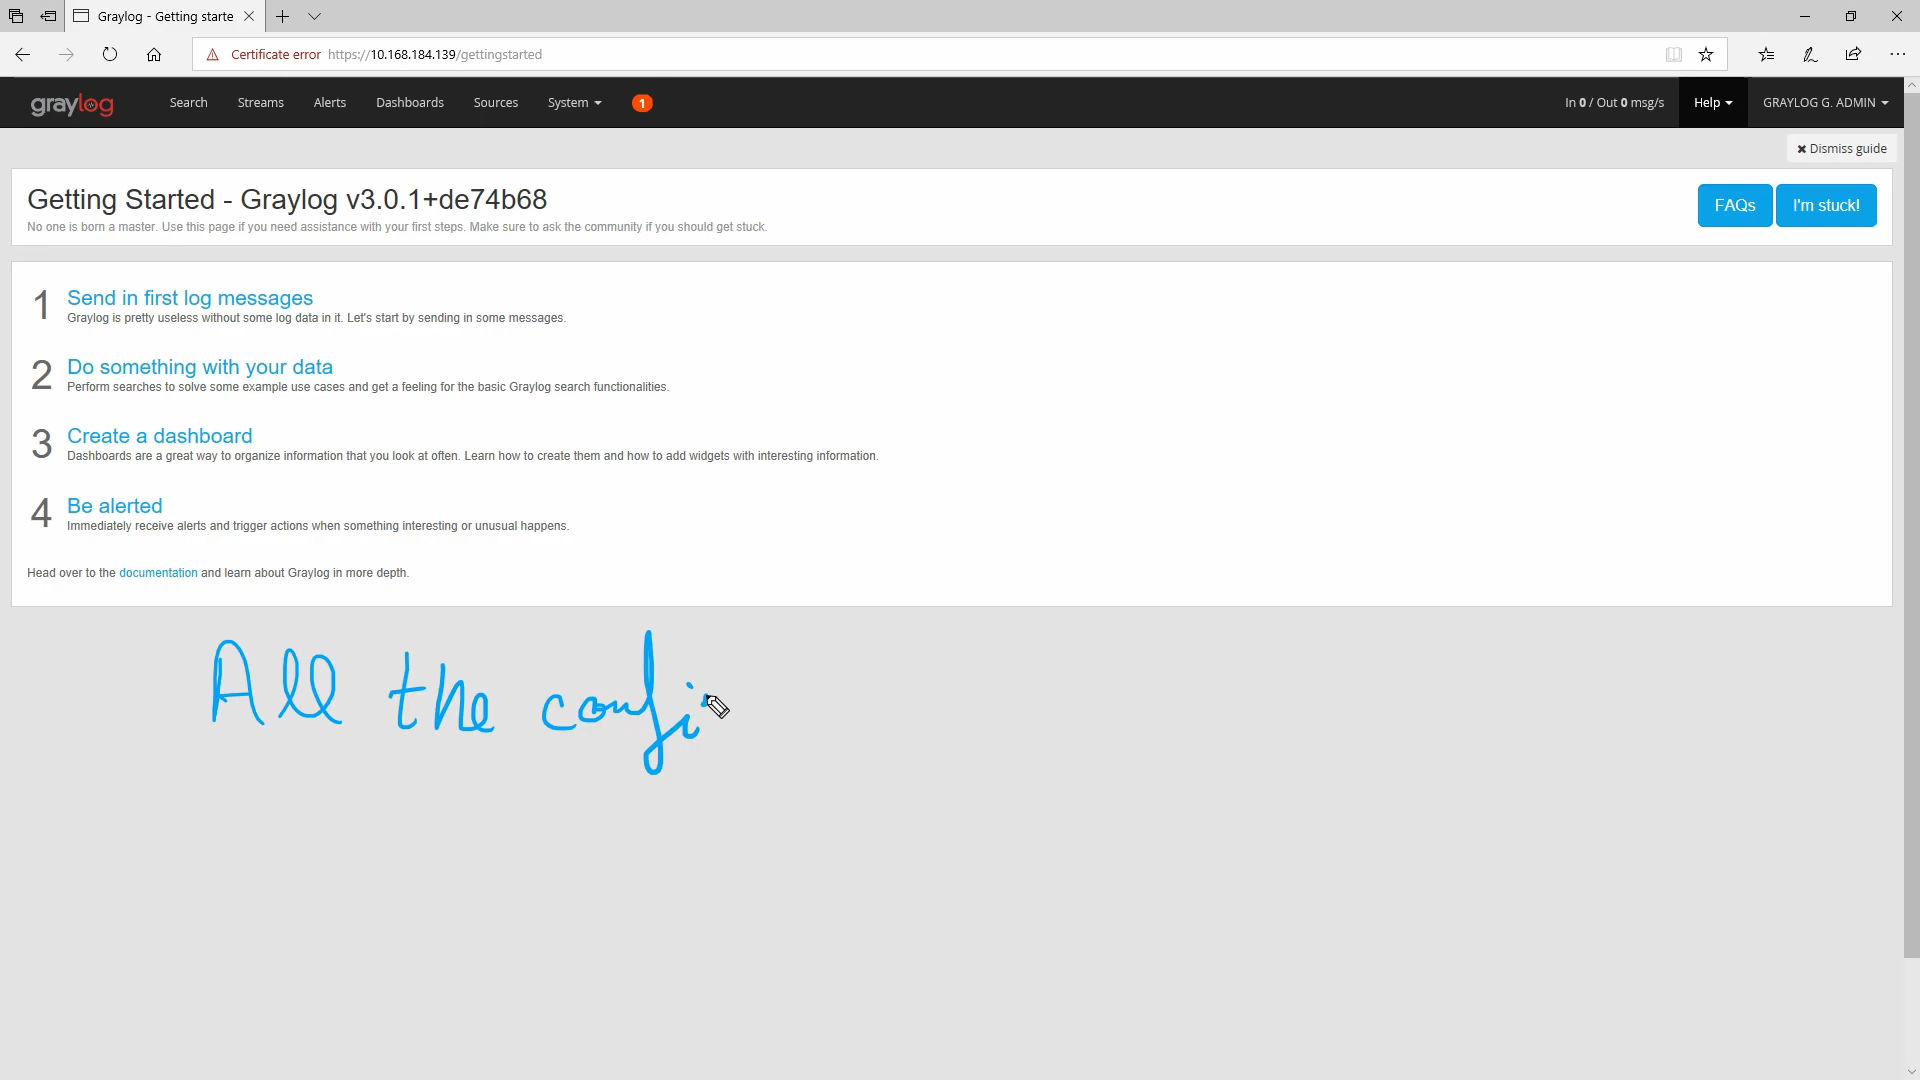 Graylog - Getting starte
Certificate error https://10.168.184.139/gettingstarted
graylog Search Streams Alerts Dashboards Sources System 1 In 0 / Out 0 msg/s Help GRAYLOG G. ADMIN
Dismiss guide
Getting Started - Graylog v3.0.1+de74b68
No one is born a master. Use this page if you need assistance with your first steps. Make sure to ask the community if you should get stuck.
FAQs I'm stuck!
1 Send in first log messages
Graylog is pretty useless without some log data in it. Let's start by sending in some messages.
2 Do something with your data
Perform searches to solve some example use cases and get a feeling for the basic Graylog search functionalities.
3 Create a dashboard
Dashboards are a great way to organize information that you look at often. Learn how to create them and how to add widgets with interesting information.
4 Be alerted
Immediately receive alerts and trigger actions when something interesting or unusual happens.
Head over to the documentation and learn about Graylog in more depth.
All the confi